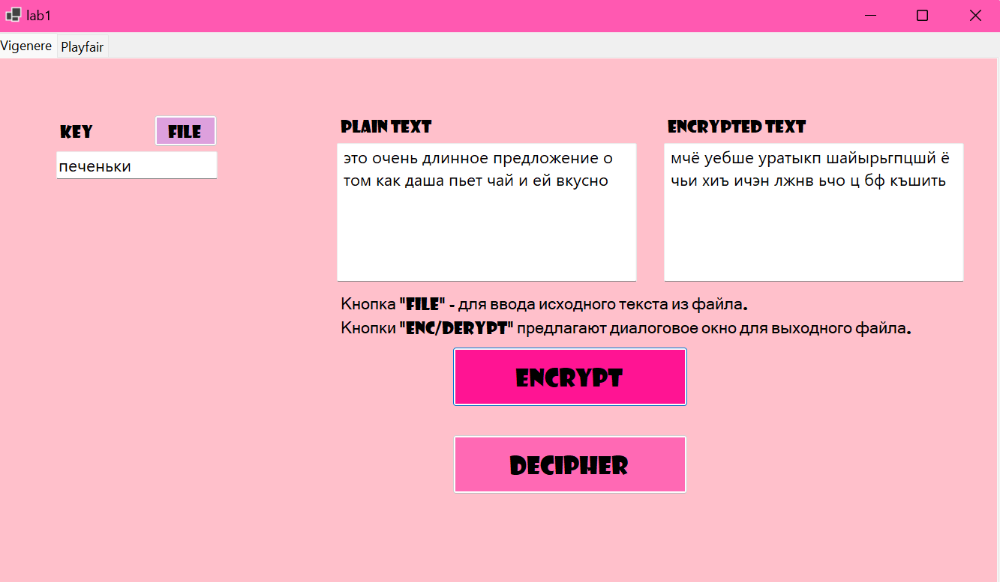 lab1
Vigenere Playfair
KEY FILE
печеньки
PLAIN TEXT
это очень длинное предложение о
том как даша пьет чай и ей вкусно
ENCRYPTED TEXT
мчё уебше уратыкп шайырьгпцшй ё
чьи хиъ ичэн лжнв ьчо ц бф къшить
Кнопка "FILE" - для ввода исходного текста из файла.
Кнопки "ENC/DERYPT" предлагают диалоговое окно для выходного файла.
ENCRYPT
DECIPHER